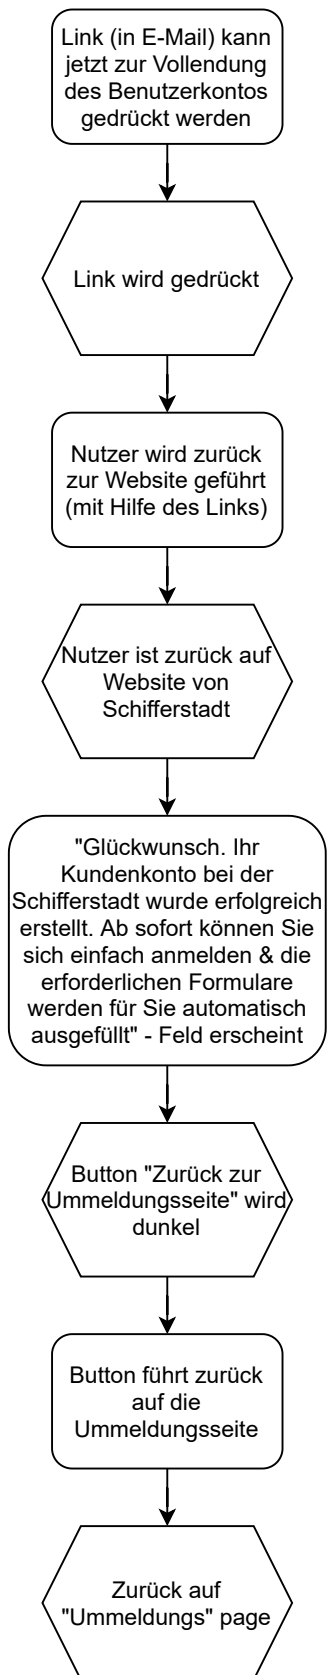 Link (in E-Mail) kann
jetzt zur Vollendung
des Benutzerkontos
gedrückt werden
Link wird gedrückt
Nutzer wird zurück
zur Website geführt
(mit Hilfe des Links)
Nutzer ist zurück auf
Website von
Schifferstadt
"Glückwunsch. Ihr
Kundenkonto bei der
Schifferstadt wurde erfolgreich
erstellt. Ab sofort können Sie
sich einfach anmelden & die
erforderlichen Formulare
werden für Sie automatisch
ausgefüllt" - Feld erscheint
Button "Zurück zur
Ummeldungsseite" wird
dunkel
Button führt zurück
auf die
Ummeldungsseite
Zurück auf
"Ummeldungs" page